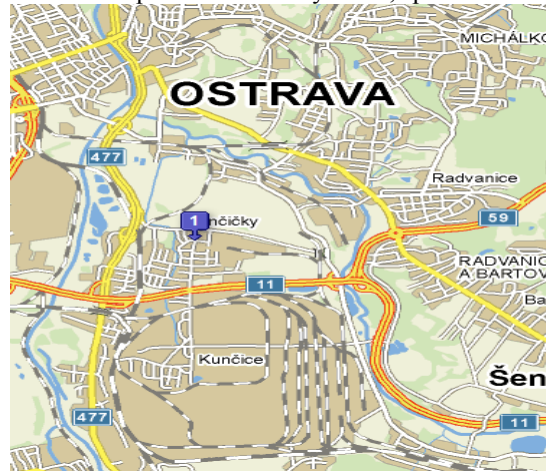 MICHÁLKO
OSTRAVA
477
Radvanice
1
nčičky
59
RADVANIC
A BARTOV
11
Ba
Kunčice
Šen
477
11